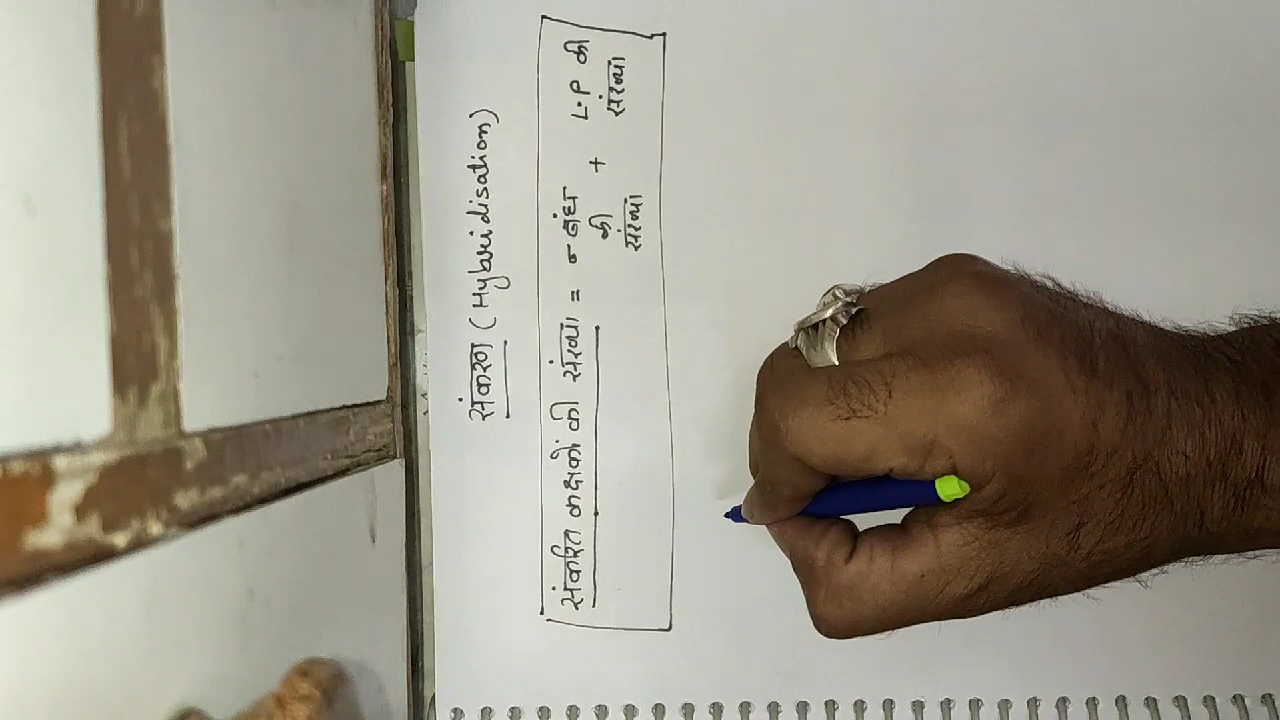 संकरण (Hybridisation)
संकरित कक्षकों की संख्या = σ बंध की संख्या + L.P की संख्या